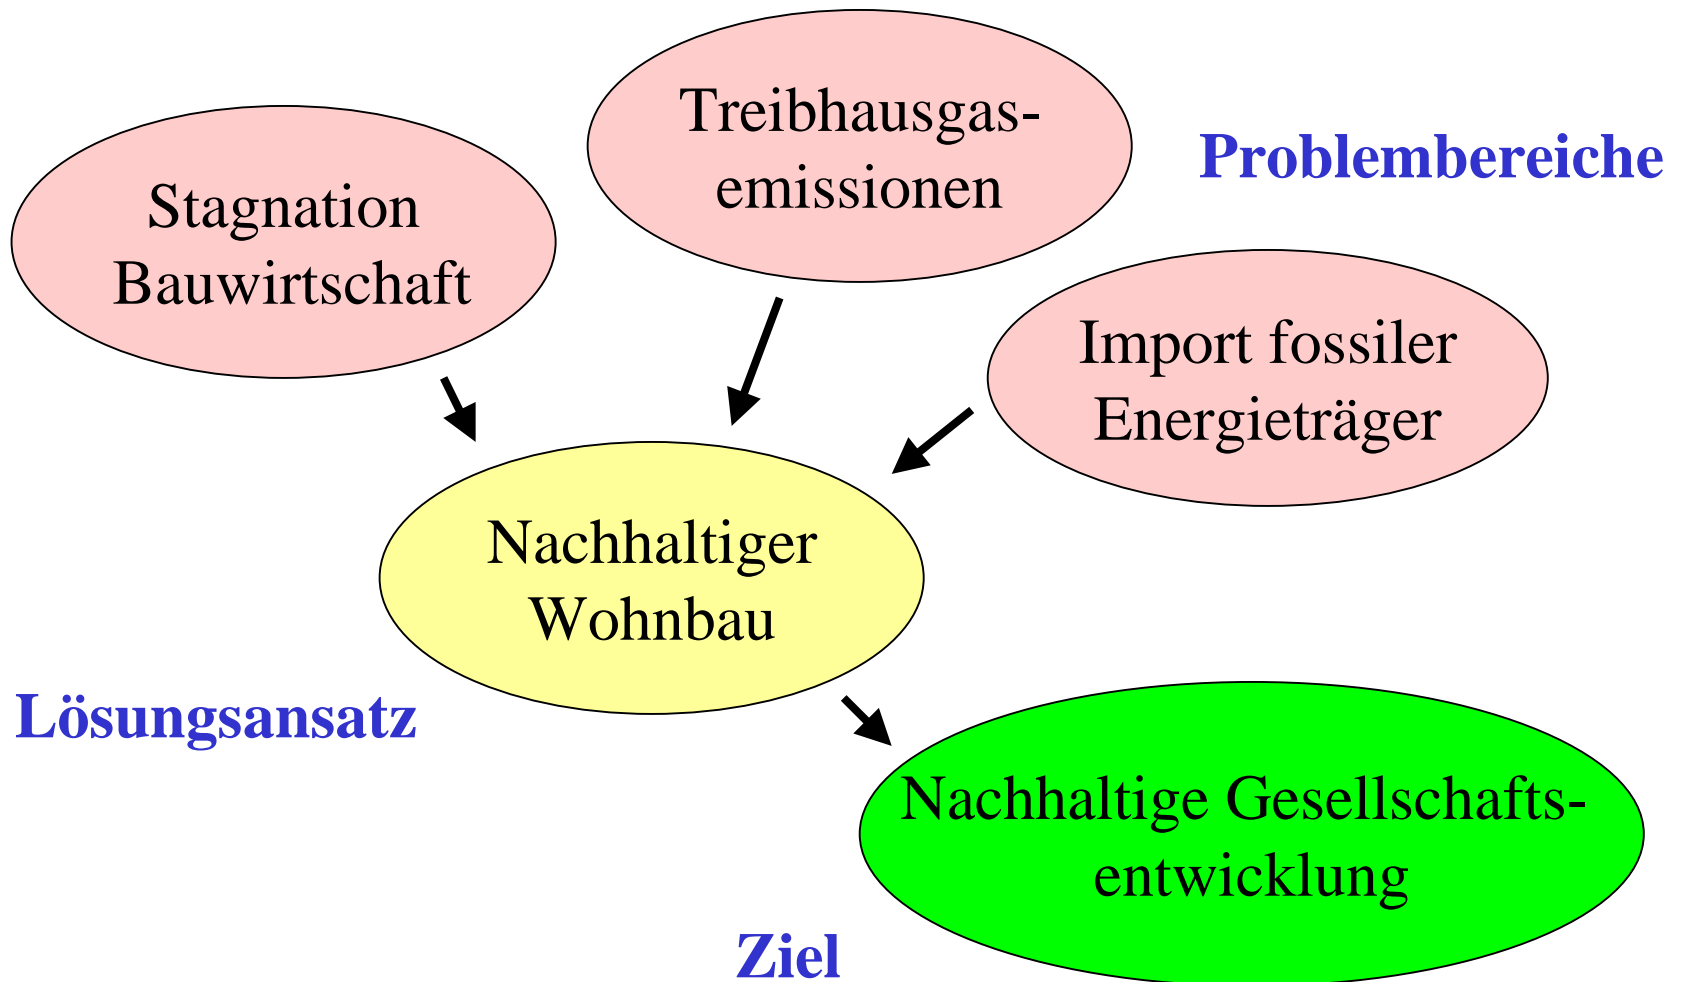 Treibhausgas-
emissionen
Problembereiche
Stagnation
Bauwirtschaft
Import fossiler
Energieträger
Nachhaltiger
Wohnbau
Lösungsansatz
Nachhaltige Gesellschafts-
entwicklung
Ziel